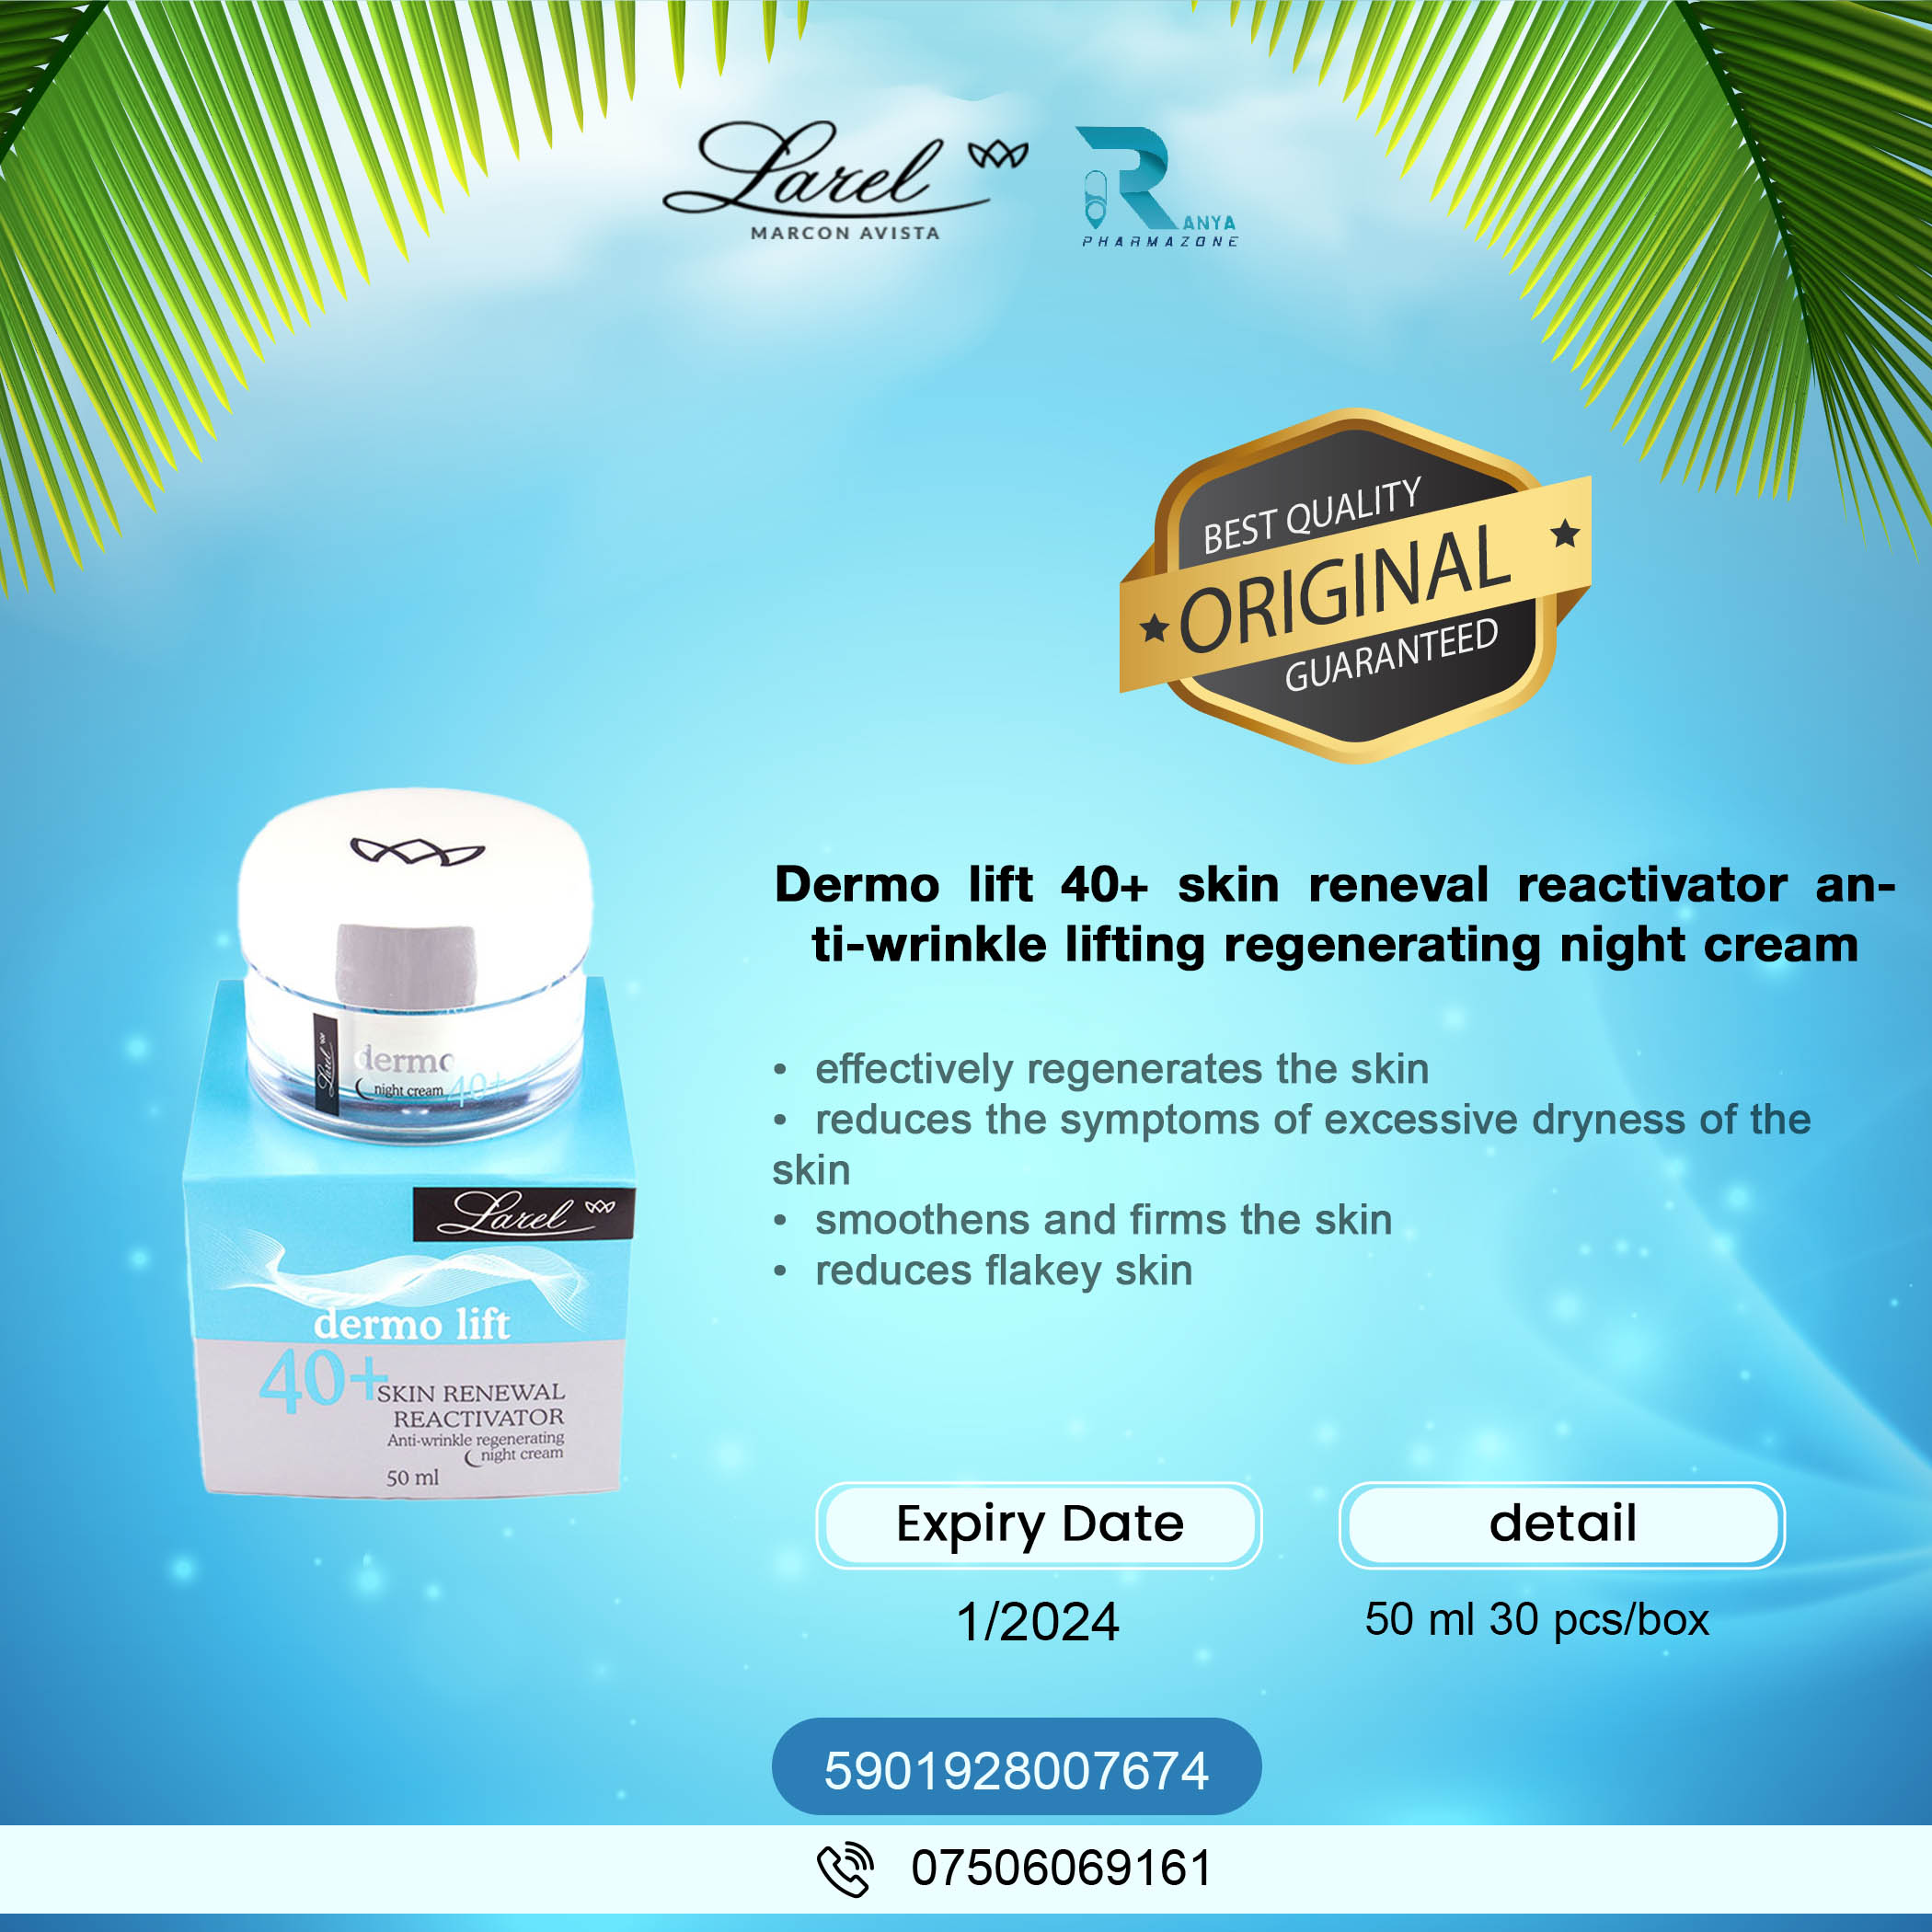 Larel
MARCON AVISTA
RANYA
PHARMAZONE
BEST QUALITY
ORIGINAL
GUARANTEED
Dermo lift 40+ skin reneval reactivator an-
ti-wrinkle lifting regenerating night cream
• effectively regenerates the skin
• reduces the symptoms of excessive dryness of the
skin
• smoothens and firms the skin
• reduces flakey skin
Larel
dermo
night cream 40+
Larel
dermo lift
40+
SKIN RENEWAL
REACTIVATOR
Anti-wrinkle regenerating
night cream
50 ml
Expiry Date
1/2024
detail
50 ml 30 pcs/box
5901928007674
07506069161